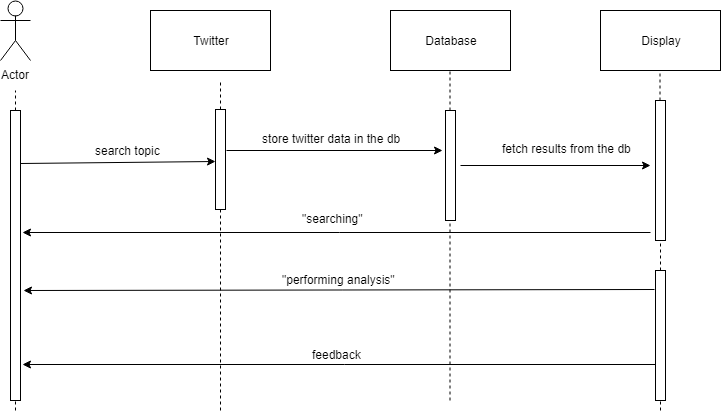 Twitter
Database
Display
Actor
search topic
store twitter data in the db
fetch results from the db
"searching"
"performing analysis"
feedback